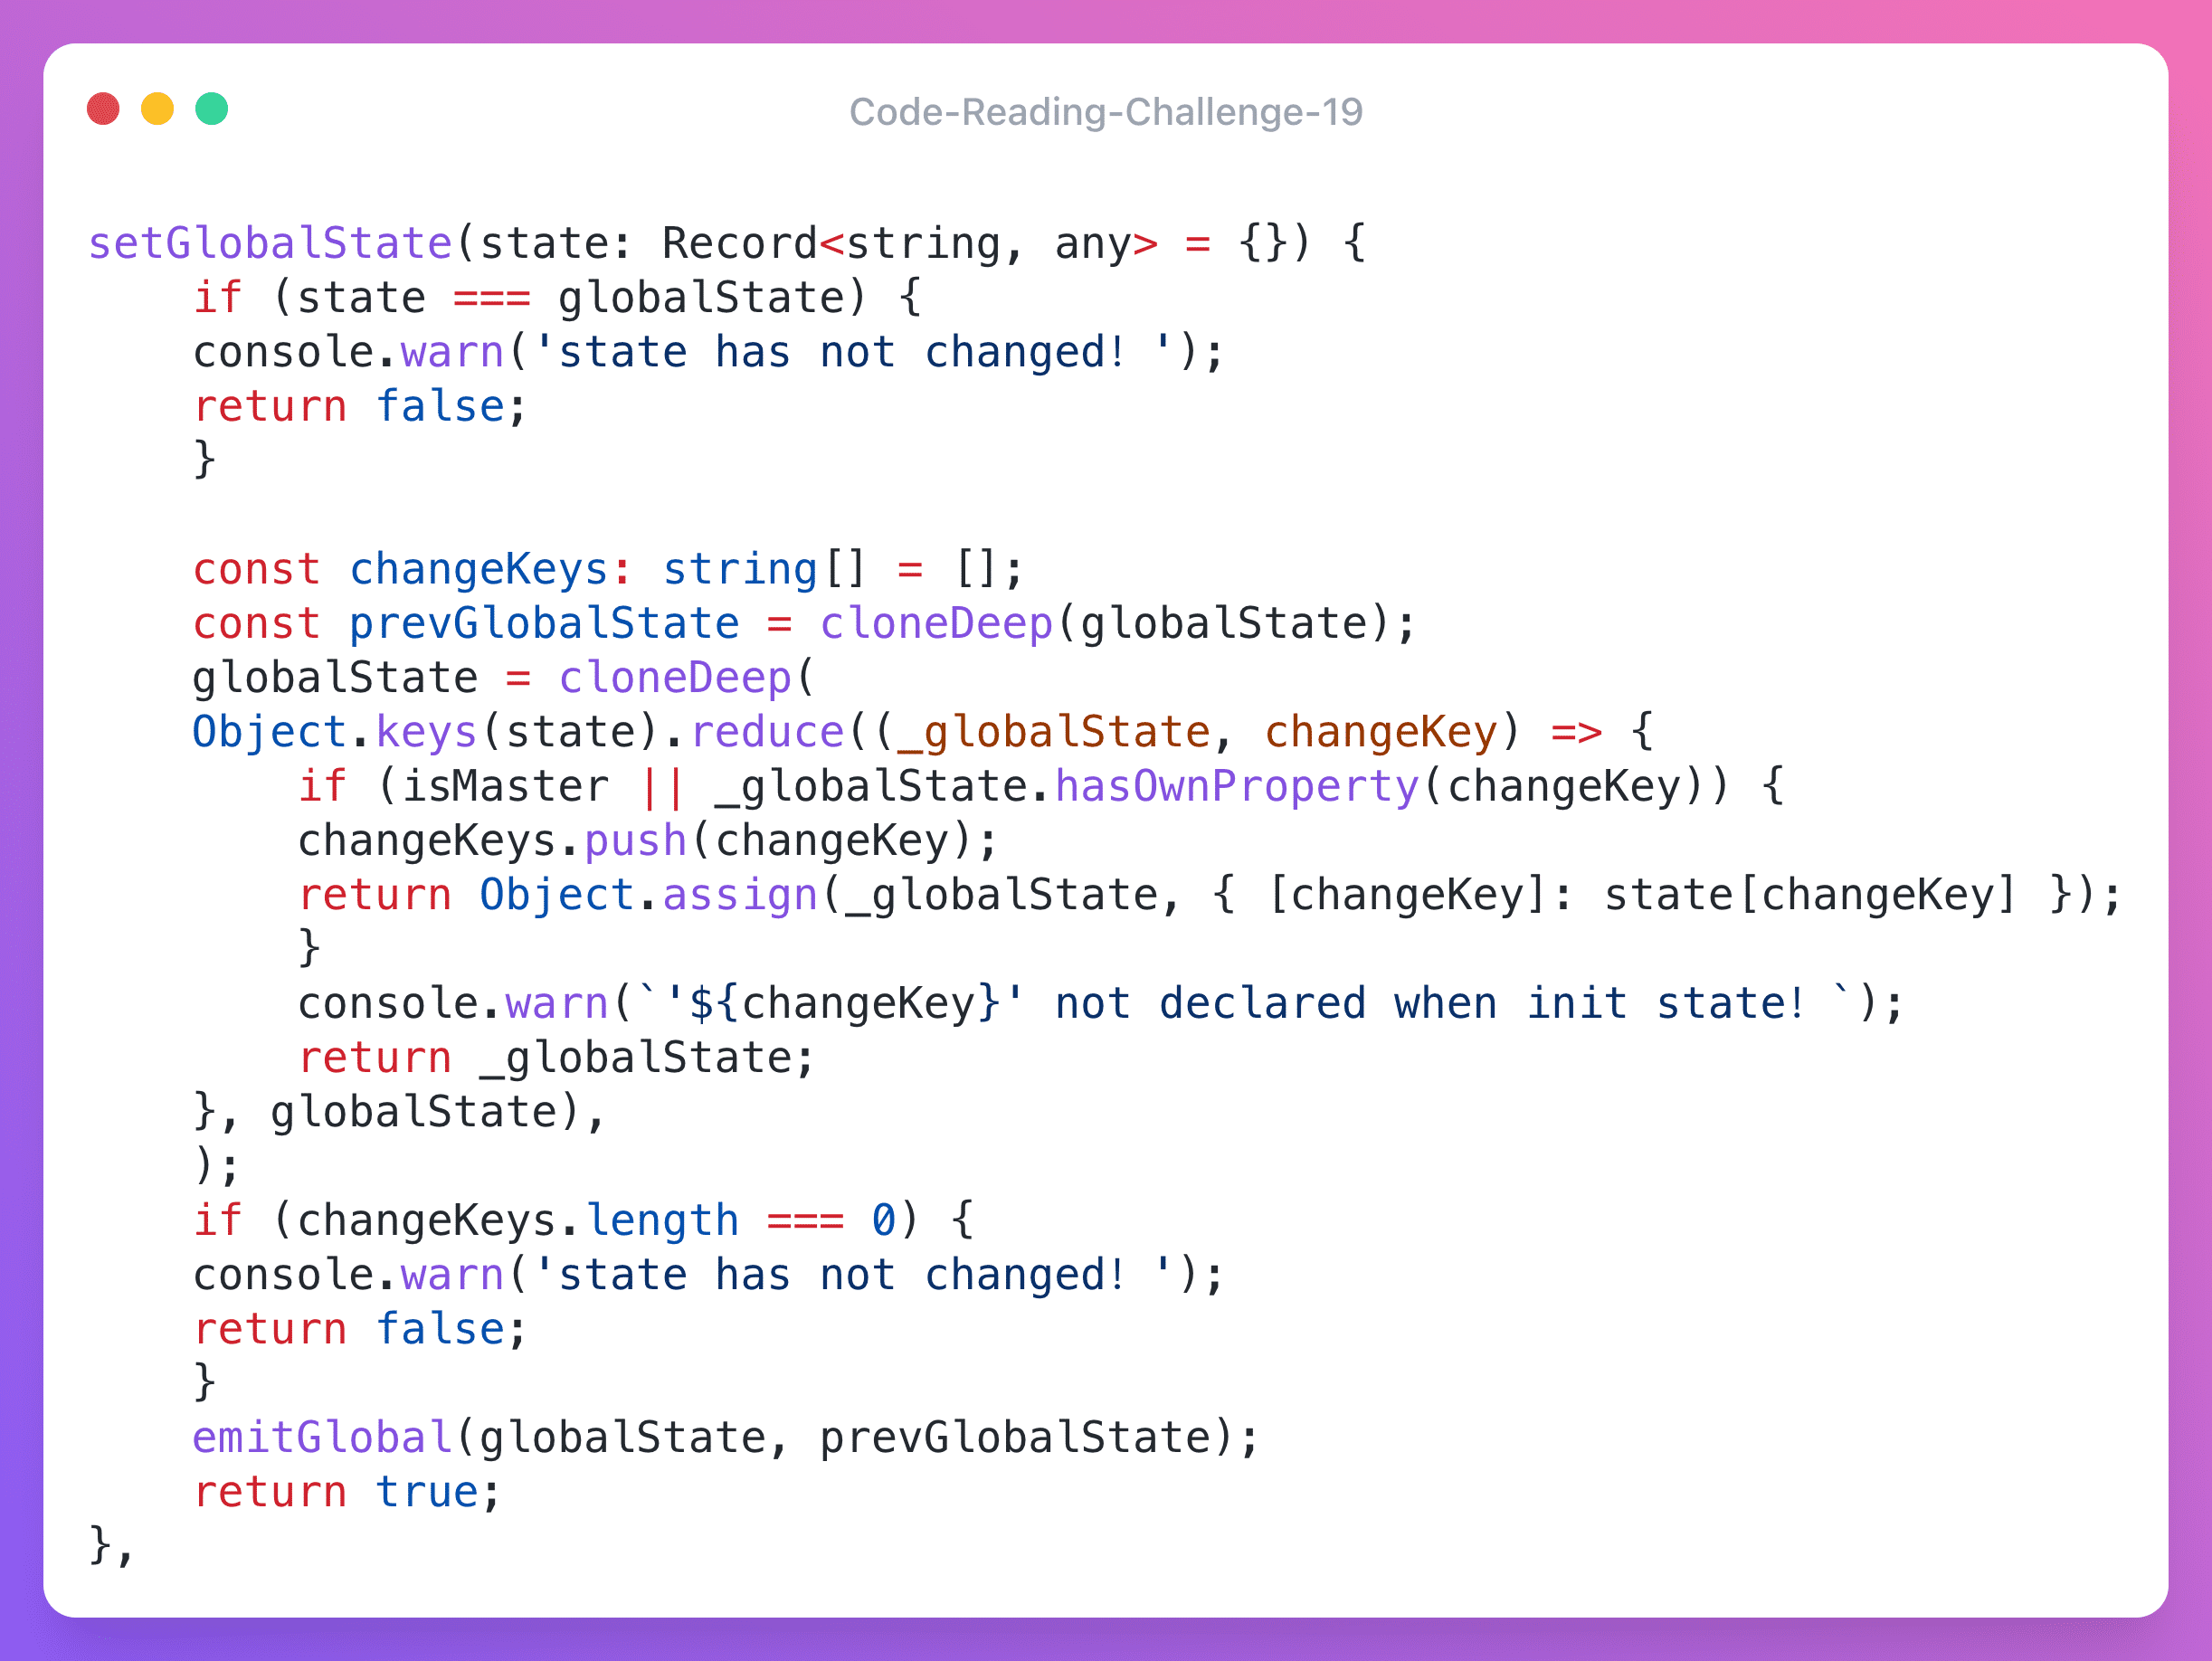 Code-Reading-Challenge-19
setGlobalState(state: Record<string, any> = {}) {
    if (state === globalState) {
    console.warn('state has not changed! ');
    return false;
    }

    const changeKeys: string[] = [];
    const prevGlobalState = cloneDeep(globalState);
    globalState = cloneDeep(
    Object.keys(state).reduce((_globalState, changeKey) => {
        if (isMaster || _globalState.hasOwnProperty(changeKey)) {
        changeKeys.push(changeKey);
        return Object.assign(_globalState, { [changeKey]: state[changeKey] });
        }
        console.warn(`'${changeKey}' not declared when init state! `);
        return _globalState;
    }, globalState),
    );
    if (changeKeys.length === 0) {
    console.warn('state has not changed! ');
    return false;
    }
    emitGlobal(globalState, prevGlobalState);
    return true;
},